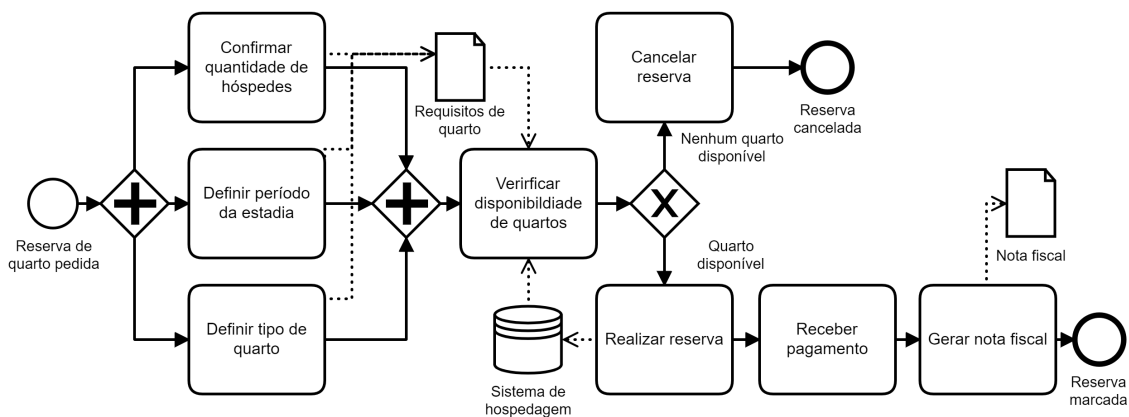 Confirmar
quantidade de
hóspedes
Requisitos de
quarto
Cancelar
reserva
Reserva
cancelada
Nenhum quarto
disponível
Reserva de
quarto pedida
Definir período
da estadia
Verirficar
disponibildiade
de quartos
Quarto
disponível
Nota fiscal
Definir tipo de
quarto
Sistema de
hospedagem
Realizar reserva
Receber
pagamento
Gerar nota fiscal
Reserva
marcada